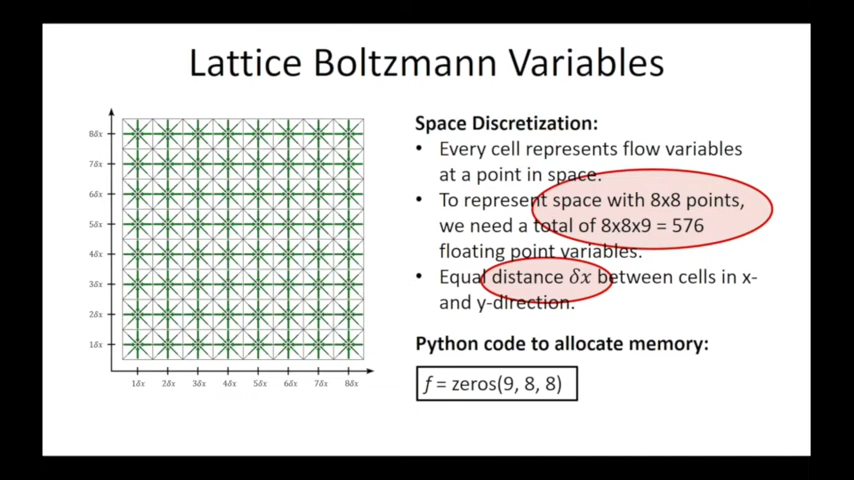 Lattice Boltzmann Variables
8δx
7δx
6δx
5δx
4δx
3δx
2δx
1δx
1δx 2δx 3δx 4δx 5δx 6δx 7δx 8δx
Space Discretization:
• Every cell represents flow variables
at a point in space.
• To represent space with 8x8 points,
we need a total of 8x8x9 = 576
floating point variables.
• Equal distance δx between cells in x-
and y-direction.
Python code to allocate memory:
f = zeros(9, 8, 8)